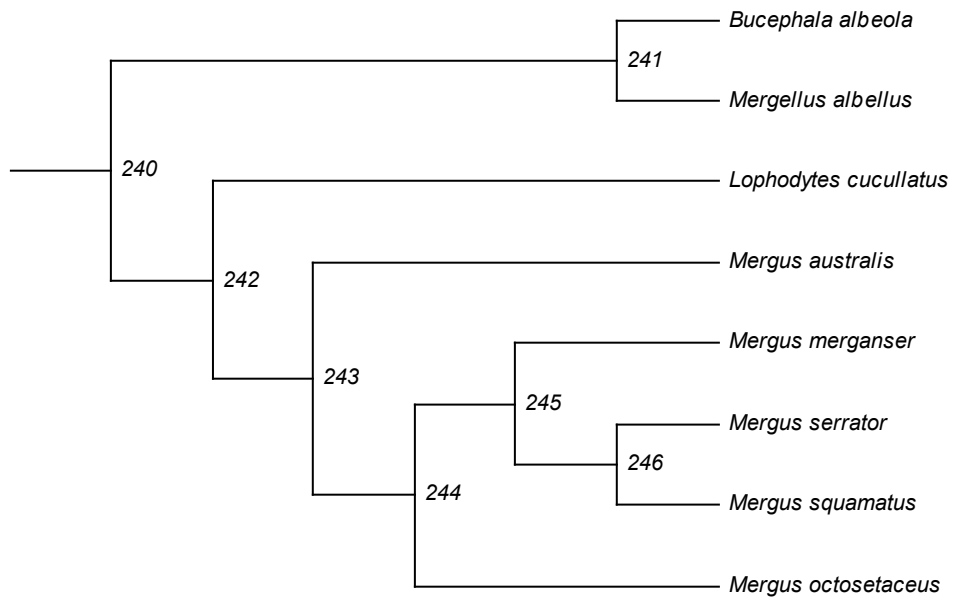 Bucephala albeola
241
Mergellus albellus
240
Lophodytes cucullatus
Mergus australis
242
Mergus merganser
243
245
Mergus serrator
246
244
Mergus squamatus
Mergus octosetaceus